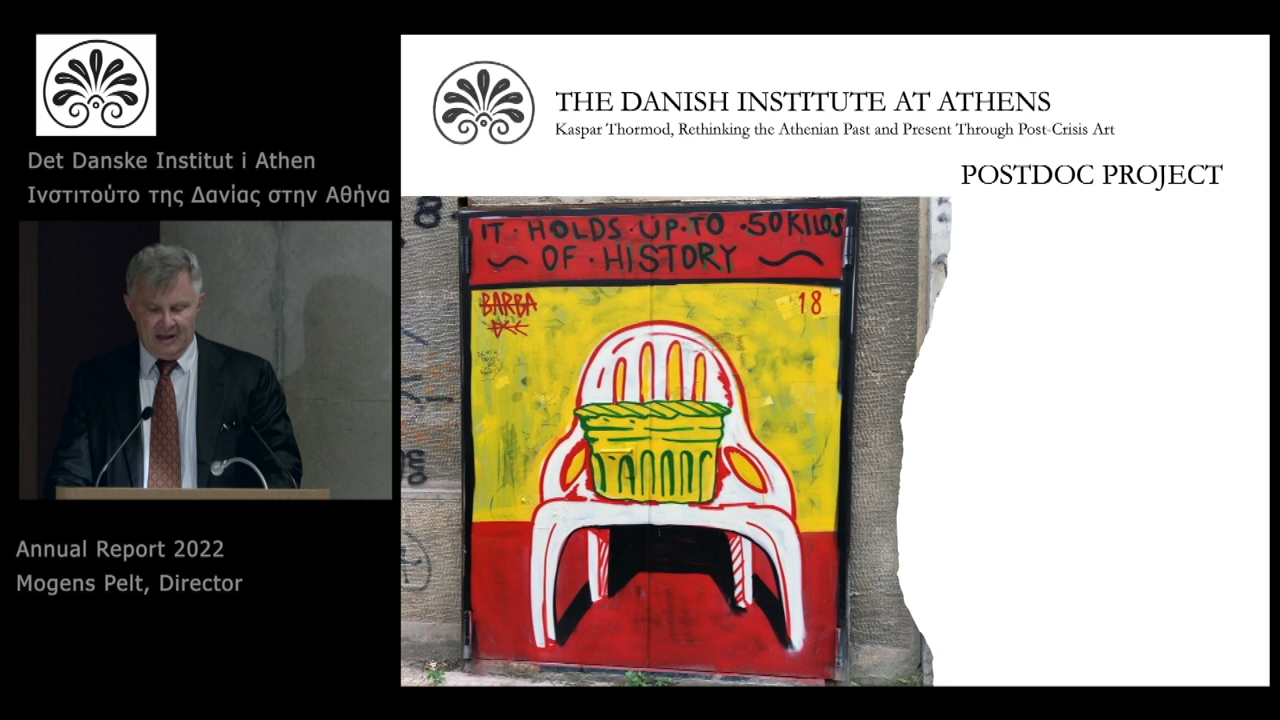 Det Danske Institut i Athen
Ινστιτούτο της Δανίας στην Αθήνα
Annual Report 2022
Mogens Pelt, Director
THE DANISH INSTITUTE AT ATHENS
Kaspar Thormod, Rethinking the Athenian Past and Present Through Post-Crisis Art
POSTDOC PROJECT
IT · HOLDS · UP · TO · 50 KILOS
OF · HISTORY
BARBA
DEE
18